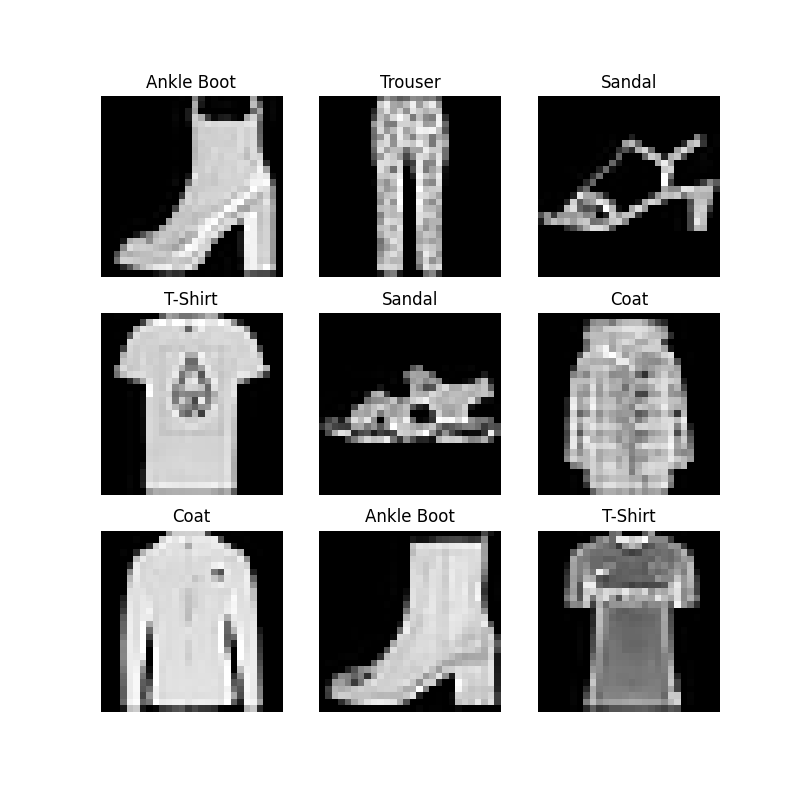 Ankle Boot
Trouser
Sandal
T-Shirt
Sandal
Coat
Coat
Ankle Boot
T-Shirt